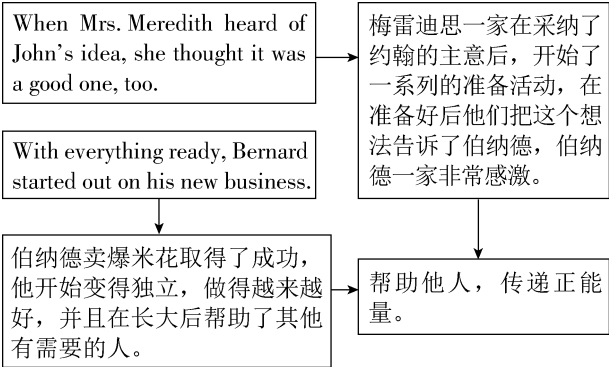 When Mrs. Meredith heard of
John's idea, she thought it was
a good one, too.
梅雷迪思一家在采纳了
约翰的主意后，开始了
一系列的准备活动，在
准备好后他们把这个想
法告诉了伯纳德，伯纳
德一家非常感激。
With everything ready, Bernard
started out on his new business.
伯纳德卖爆米花取得了成功，
他开始变得独立，做得越来越
好，并且在长大后帮助了其他
有需要的人。
帮助他人，传递正能
量。